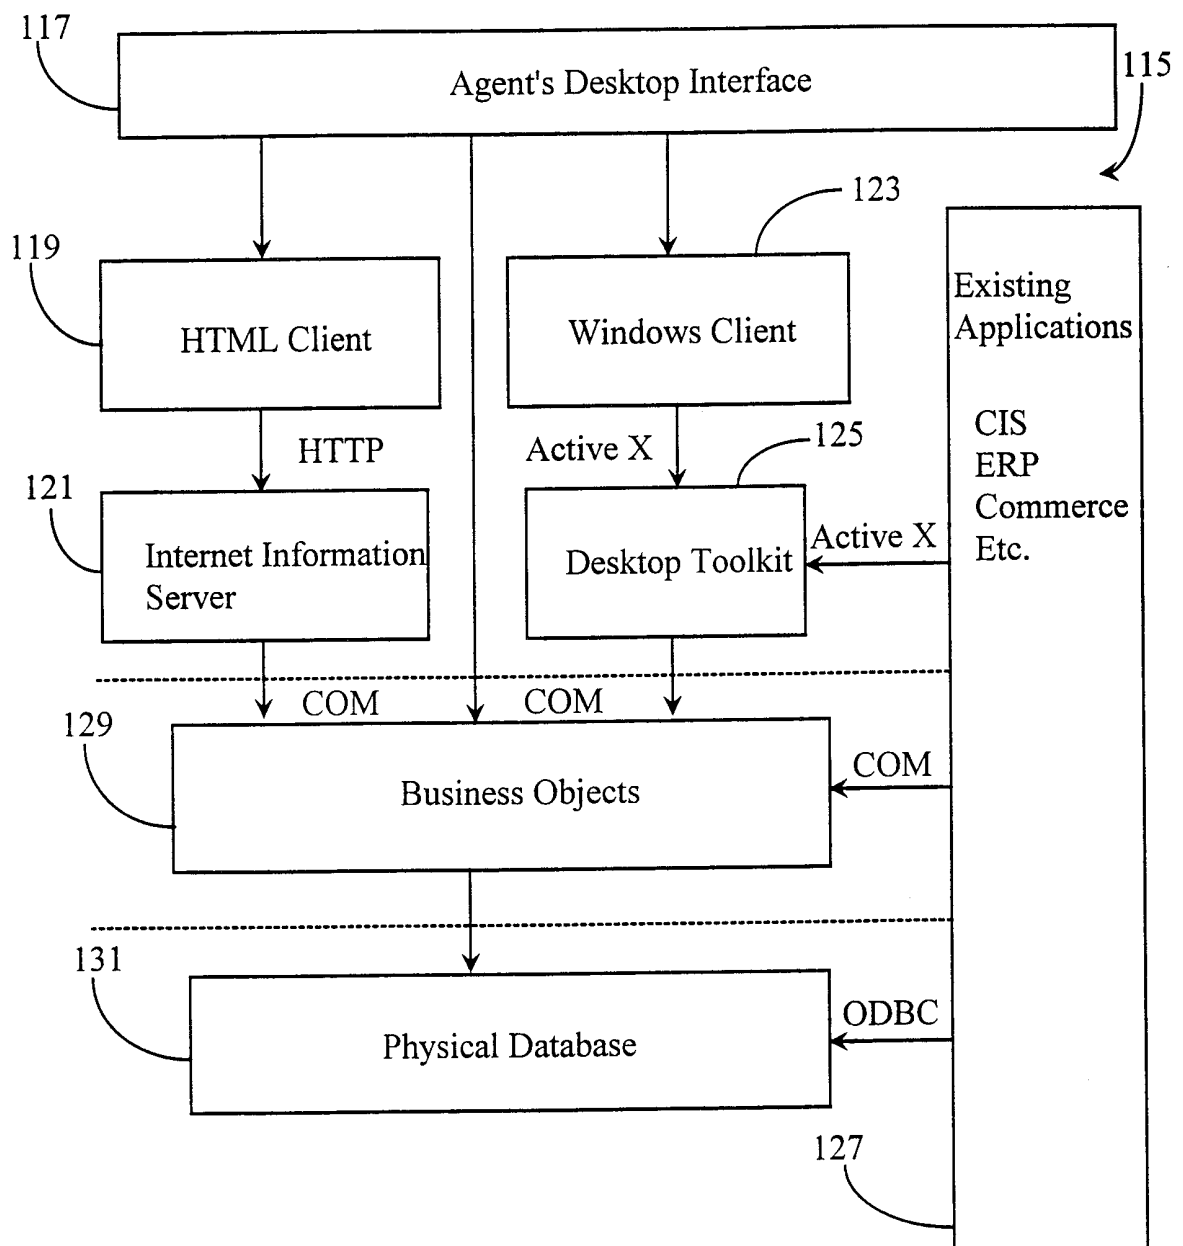 117
Agent's Desktop Interface
115
123
119
HTML Client
Windows Client
Existing
Applications
HTTP
Active X
125
CIS
ERP
Commerce
Etc.
121
Internet Information
Server
Desktop Toolkit
Active X
COM
COM
129
Business Objects
COM
131
Physical Database
ODBC
127